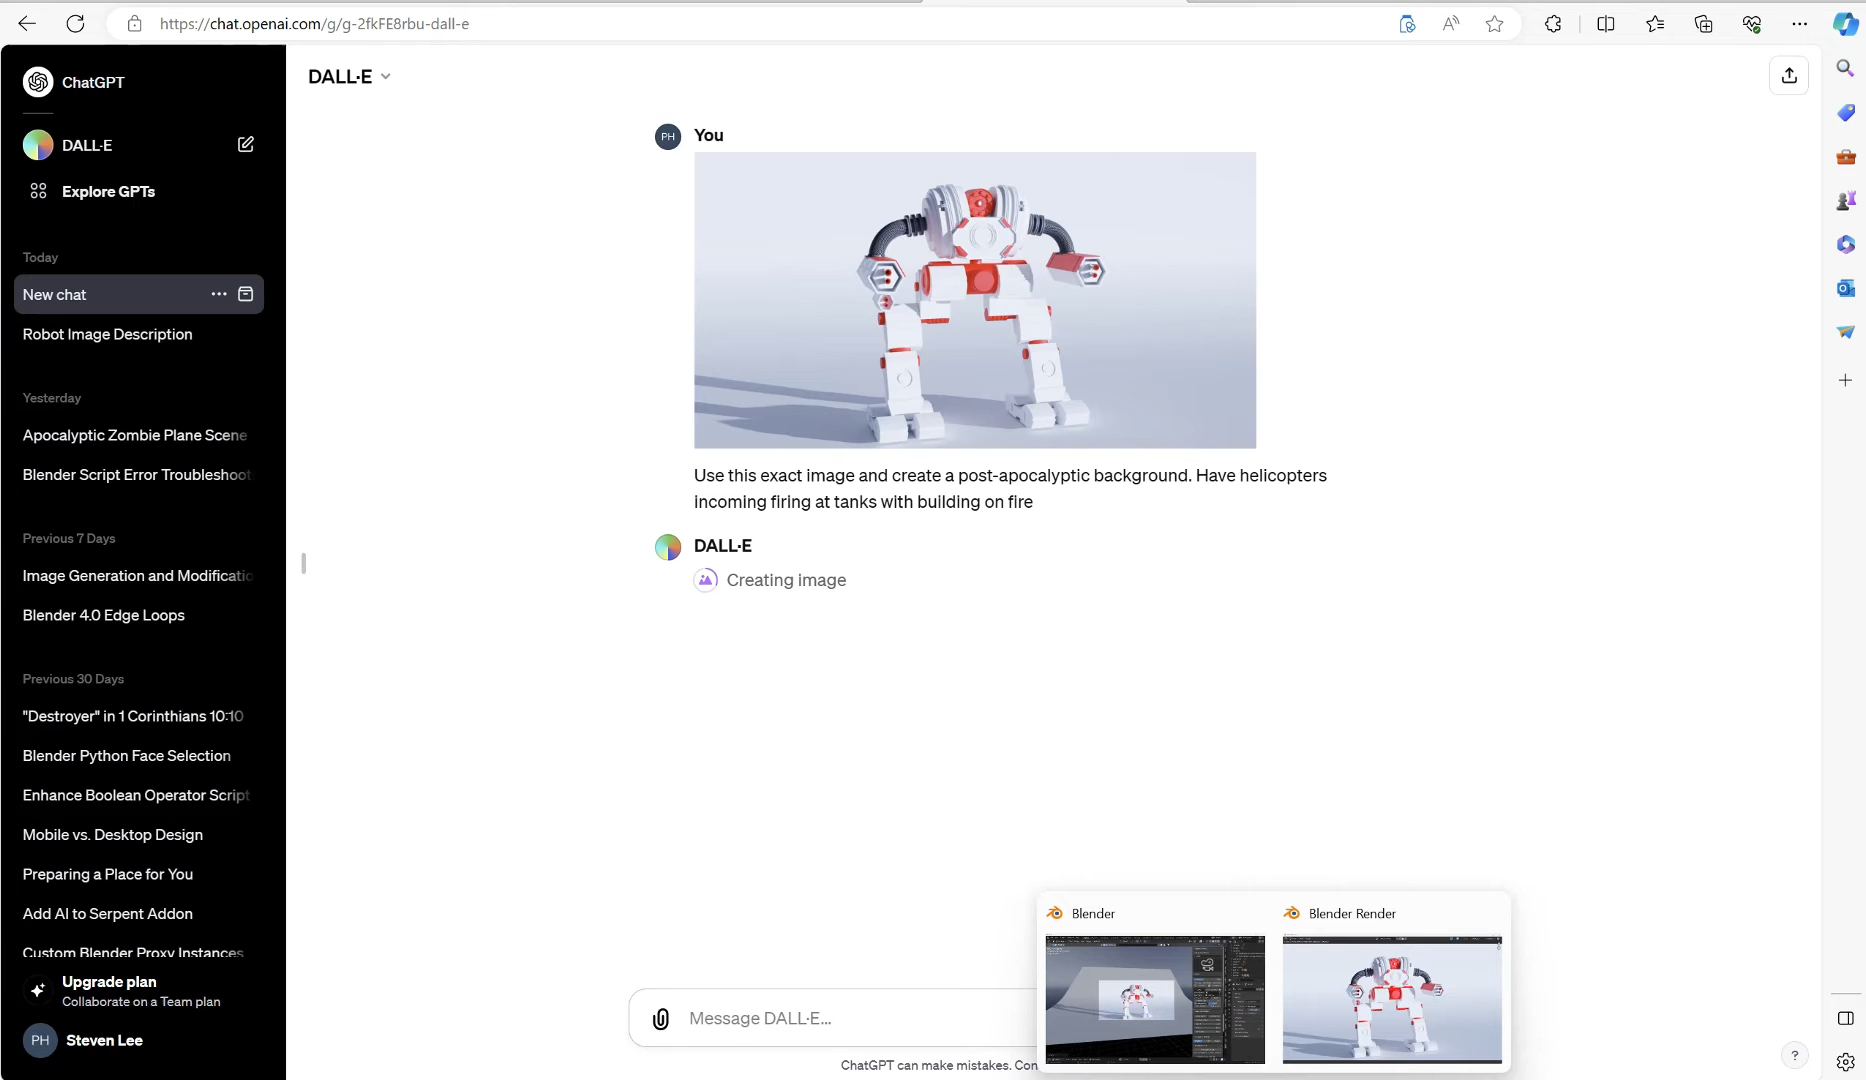 https://chat.openai.com/g/g-2fkFE8rbu-dall-e
ChatGPT
DALL·E
Explore GPTs
Today
New chat
Robot Image Description
Yesterday
Apocalyptic Zombie Plane Scene
Blender Script Error Troubleshoot
Previous 7 Days
Image Generation and Modificatio
Blender 4.0 Edge Loops
Previous 30 Days
"Destroyer" in 1 Corinthians 10:10
Blender Python Face Selection
Enhance Boolean Operator Script
Mobile vs. Desktop Design
Preparing a Place for You
Add AI to Serpent Addon
Custom Blender Proxy Instances
Upgrade plan
Collaborate on a Team plan
PH Steven Lee
DALL·E
PH You
Use this exact image and create a post-apocalyptic background. Have helicopters
incoming firing at tanks with building on fire
DALL·E
Creating image
Message DALL·E...
ChatGPT can make mistakes. Con
Blender
Blender Render
?